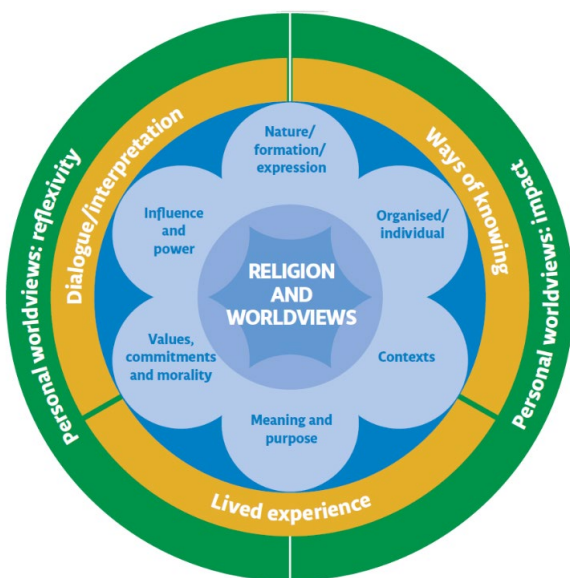 Personal worldviews: reflexivity
Personal worldviews: impact
Dialogue/interpretation
Ways of knowing
Lived experience
Nature/
formation/
expression
Organised/
individual
Contexts
Meaning and
purpose
Values,
commitments
and morality
Influence
and
power
RELIGION
AND
WORLDVIEWS